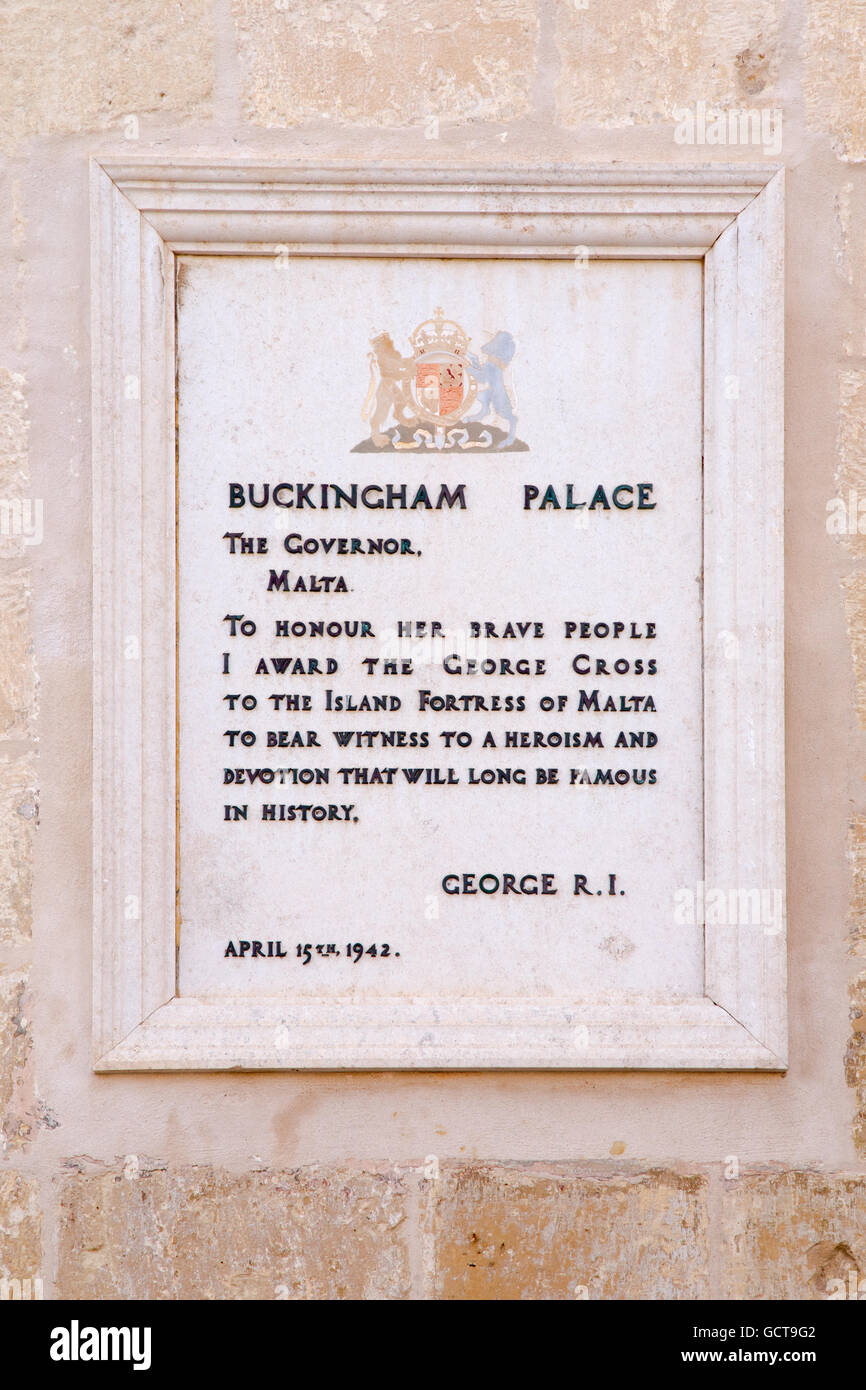 BUCKINGHAM PALACE
THE GOVERNOR,
MALTA.
TO HONOUR HER BRAVE PEOPLE
I AWARD THE GEORGE CROSS
TO THE ISLAND FORTRESS OF MALTA
TO BEAR WITNESS TO A HEROISM AND
DEVOTION THAT WILL LONG BE FAMOUS
IN HISTORY.
GEORGE R.I.
APRIL 15TH, 1942.
alamy
Image ID: GCT9G2
www.alamy.com